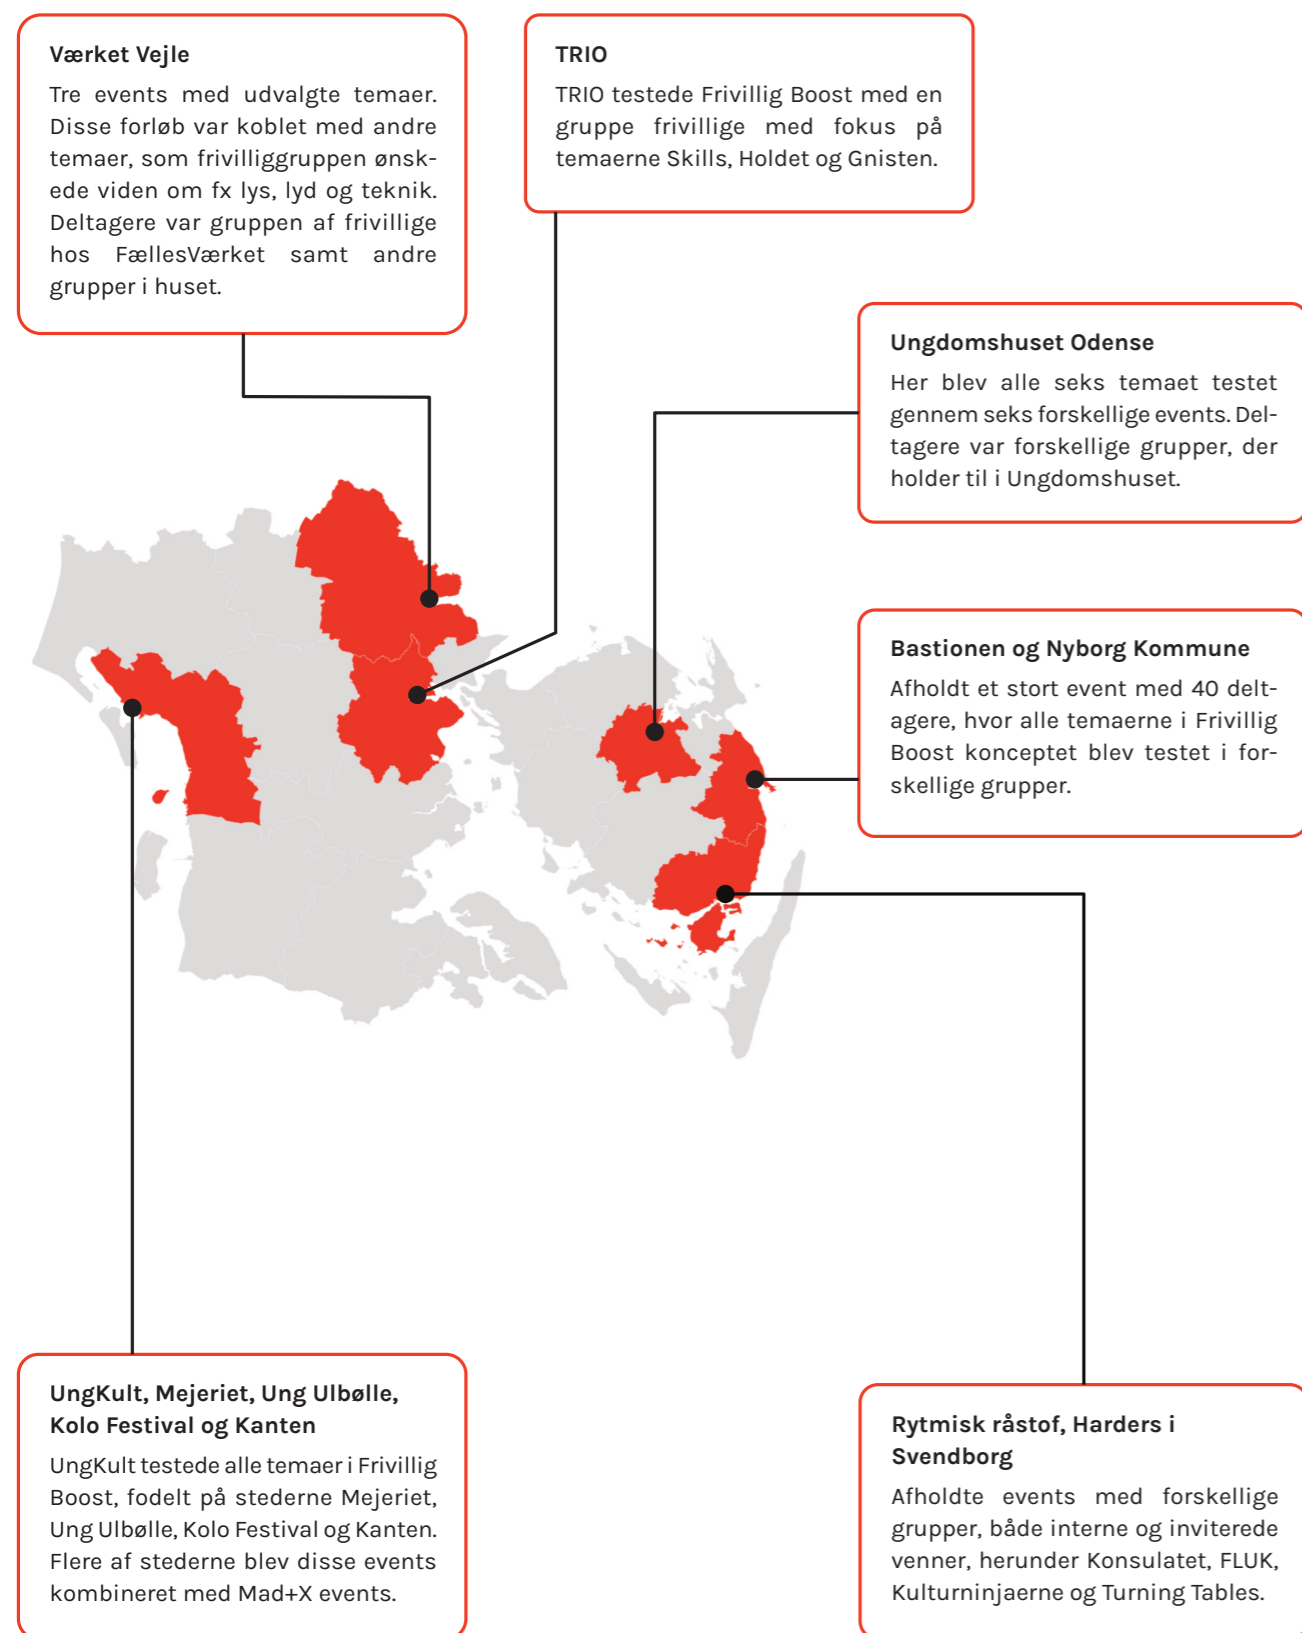 Værket Vejle
Tre events med udvalgte temaer.
Disse forløb var koblet med andre
temaer, som frivilliggruppen ønsk-
ede viden om fx lys, lyd og teknik.
Deltagere var gruppen af frivillige
hos FællesVærket samt andre
grupper i huset.
TRIO
TRIO testede Frivillig Boost med en
gruppe frivillige med fokus på
temaerne Skills, Holdet og Gnisten.
Ungdomshuset Odense
Her blev alle seks temaet testet
gennem seks forskellige events. Del-
tagere var forskellige grupper, der
holder til i Ungdomshuset.
Bastionen og Nyborg Kommune
Afholdt et stort event med 40 delt-
agere, hvor alle temaerne i Frivillig
Boost konceptet blev testet i for-
skellige grupper.
UngKult, Mejeriet, Ung Ulbølle,
Kolo Festival og Kanten
UngKult testede alle temaer i Frivillig
Boost, fodelt på stederne Mejeriet,
Ung Ulbølle, Kolo Festival og Kanten.
Flere af stederne blev disse events
kombineret med Mad+X events.
Rytmisk råstof, Harders i
Svendborg
Afholdte events med forskellige
grupper, både interne og inviterede
venner, herunder Konsulatet, FLUK,
Kulturninjaerne og Turning Tables.